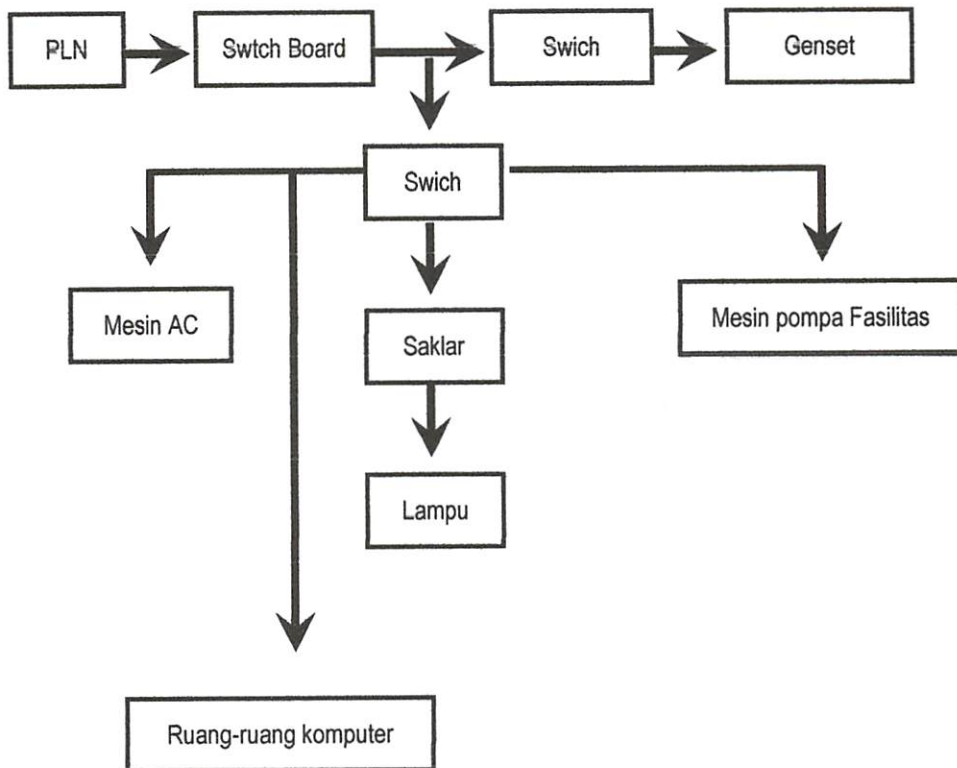 PLN
Swtch Board
Swich
Genset
Swich
Mesin AC
Saklar
Mesin pompa Fasilitas
Lampu
Ruang-ruang komputer